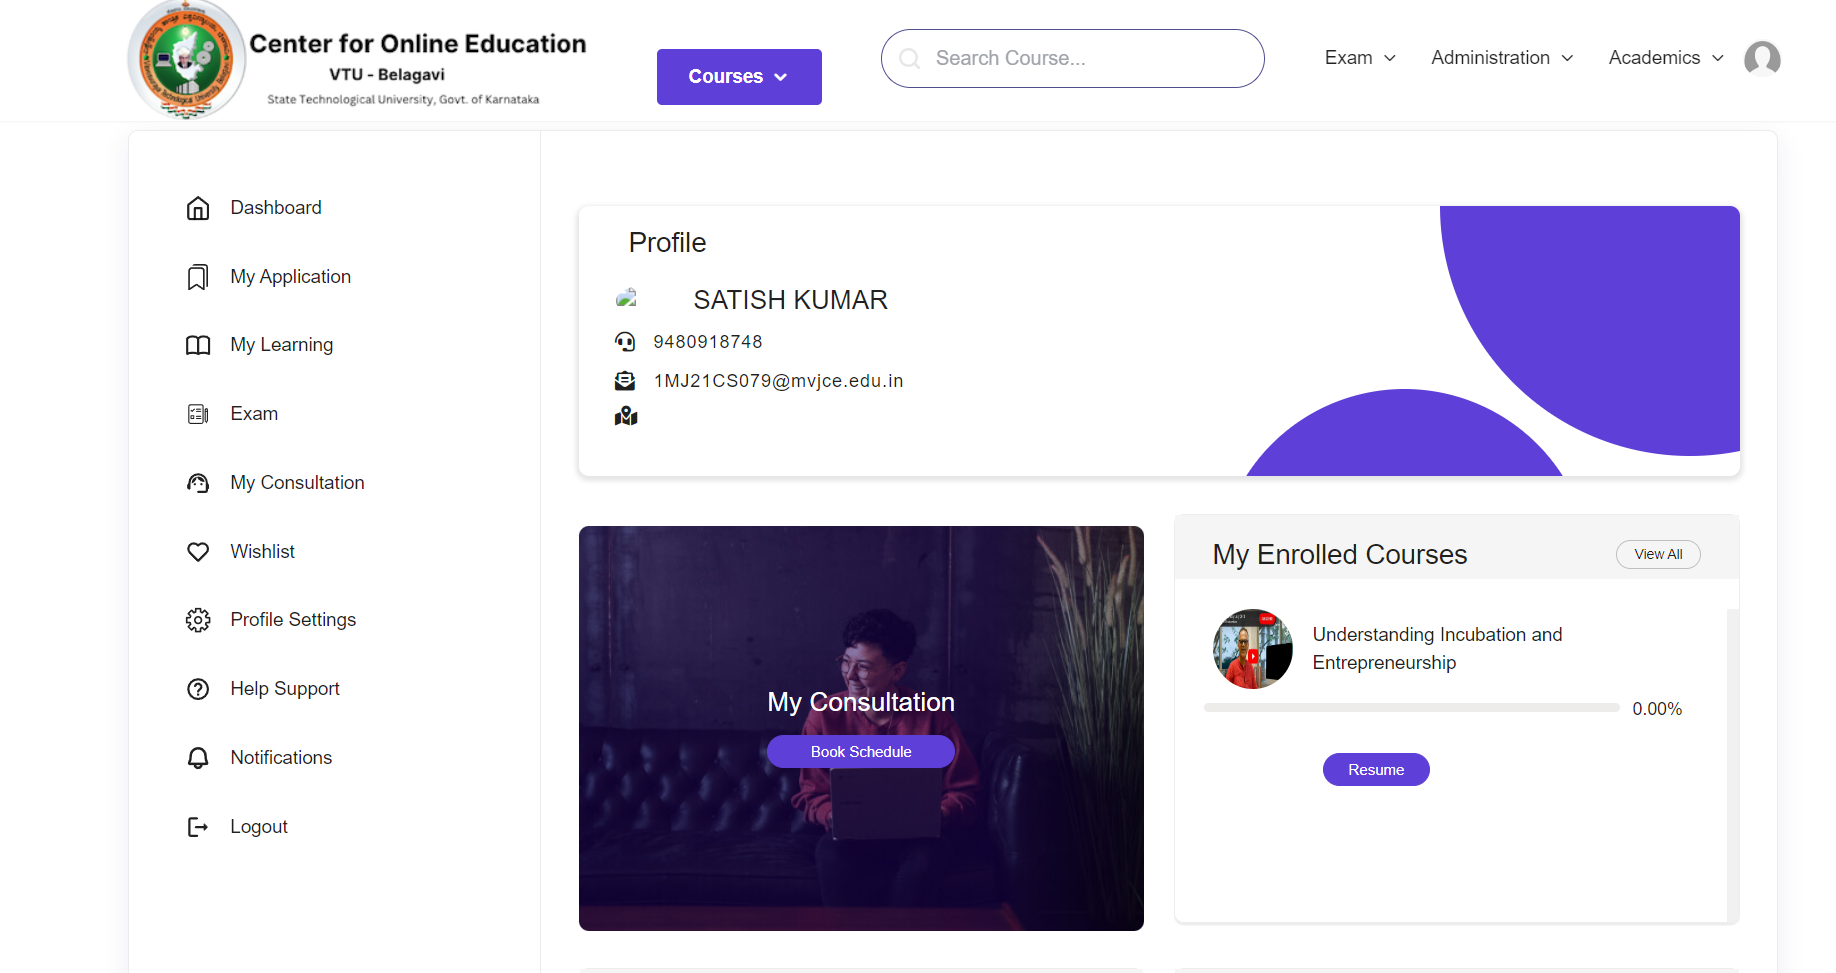 Center for Online Education
VTU - Belagavi
State Technological University, Govt. of Karnataka
Courses
Search Course...
Exam
Administration
Academics
Dashboard
My Application
My Learning
Exam
My Consultation
Wishlist
Profile Settings
Help Support
Notifications
Logout
Profile
SATISH KUMAR
9480918748
1MJ21CS079@mvjce.edu.in
My Consultation
Book Schedule
My Enrolled Courses
View All
Understanding Incubation and
Entrepreneurship
0.00%
Resume